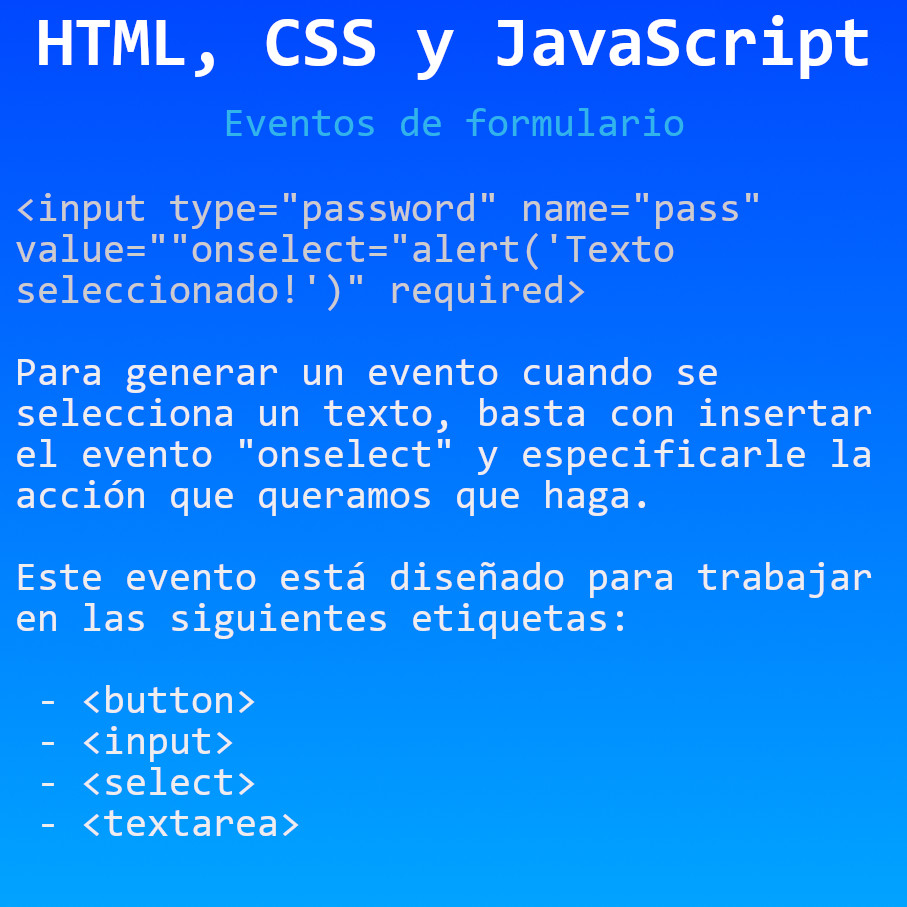 HTML, CSS y JavaScript
Eventos de formulario
<input type="password" name="pass"
value=""onselect="alert('Texto
seleccionado!')" required>
Para generar un evento cuando se
selecciona un texto, basta con insertar
el evento "onselect" y especificarle la
acción que queramos que haga.
Este evento está diseñado para trabajar
en las siguientes etiquetas:
- <button>
- <input>
- <select>
- <textarea>